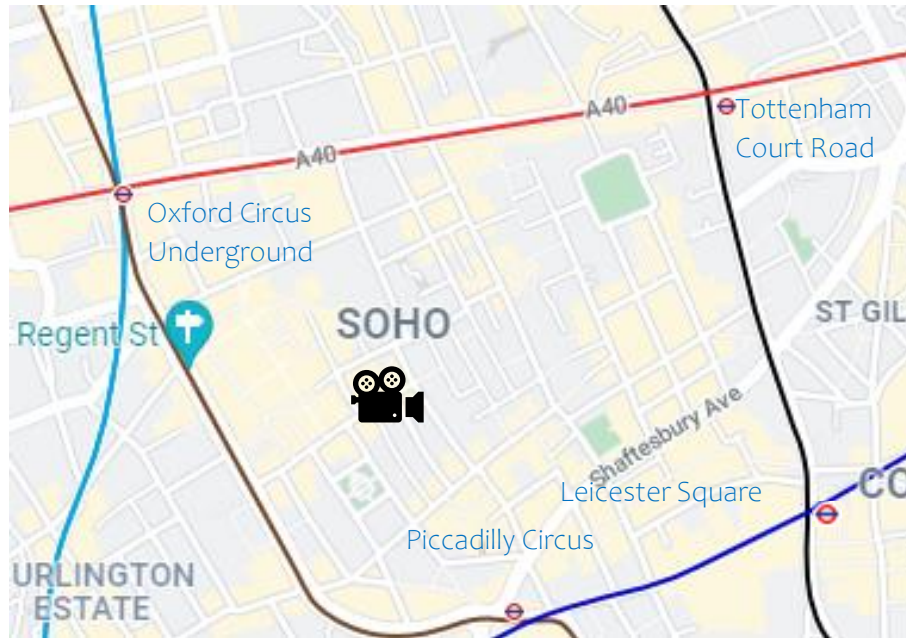 A40
Tottenham
Court Road
A40
Oxford Circus
Underground
SOHO
ST GIL
Regent St
Shaftesbury Ave
Leicester Square
CO
Piccadilly Circus
URLINGTON
ESTATE